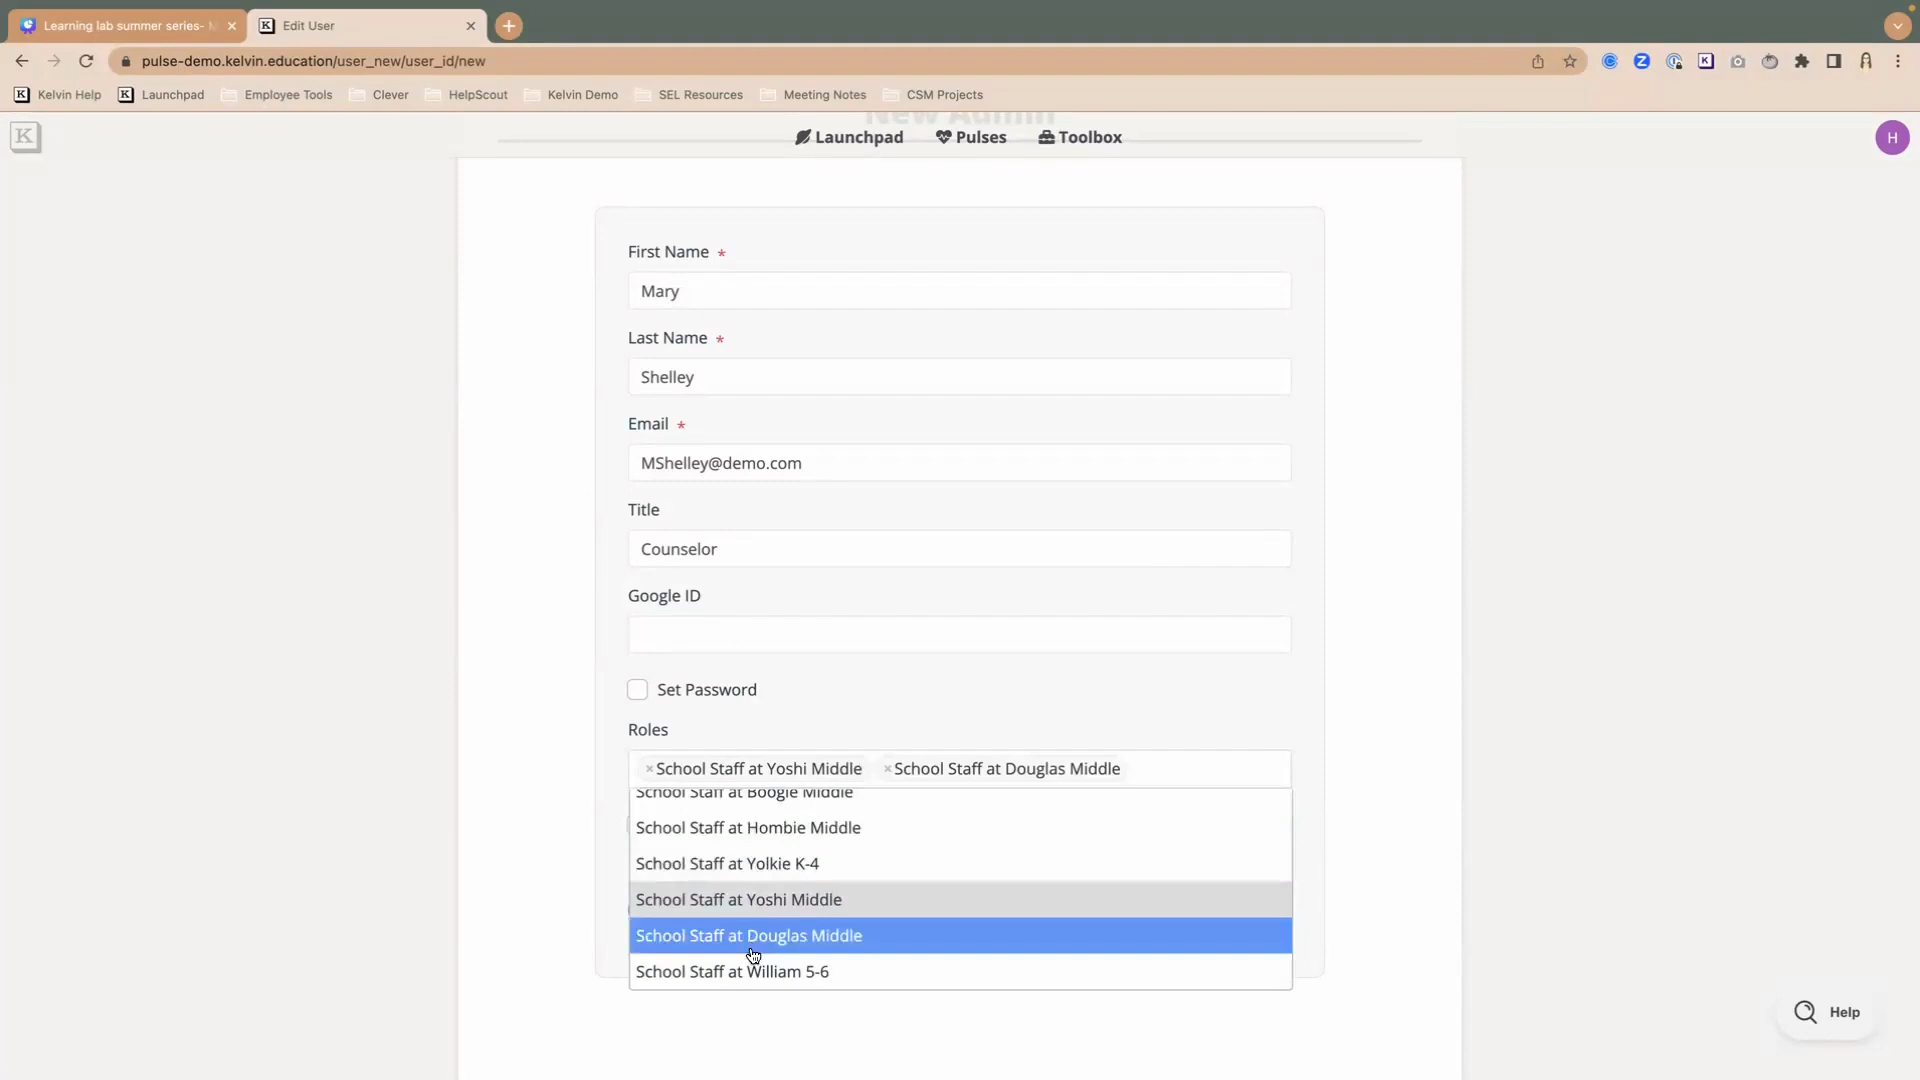 Learning lab summer series-
Edit User
pulse-demo.kelvin.education/user_new/user_id/new
Kelvin Help
Launchpad
Employee Tools
Clever
HelpScout
Kelvin Demo
SEL Resources
Meeting Notes
CSM Projects
New Admin
K
Launchpad
Pulses
Toolbox
H
First Name *
Mary
Last Name *
Shelley
Email *
MShelley@demo.com
Title
Counselor
Google ID
Set Password
Roles
×School Staff at Yoshi Middle ×School Staff at Douglas Middle
School Staff at Boogie Middle
School Staff at Hombie Middle
School Staff at Yolkie K-4
School Staff at Yoshi Middle
School Staff at Douglas Middle
School Staff at William 5-6
Help